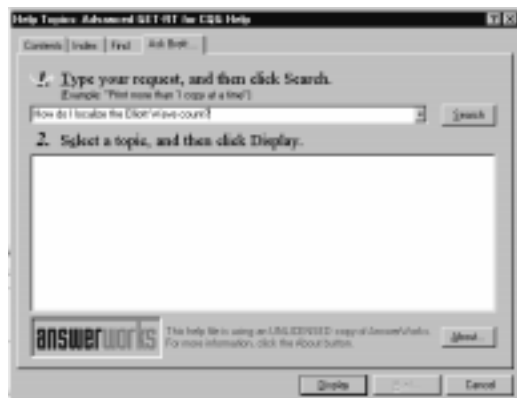 Help Topics: Advanced GET-RT for CQG Help
Contents Index Find Ask Book...
1. Type your request, and then click Search.
(Example: "Print more than 1 copy at a time")
How do I localize the Elliott Wave count? Search
2. Select a topic, and then click Display.
answerworks
This help file is using an UNLICENSED copy of AnswerWorks.
For more information, click the About button.
About...
Display Cancel